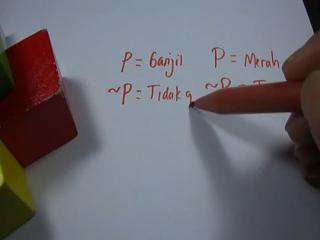 P = Ganjil P = Merah
~P = Tidak g ~P = T